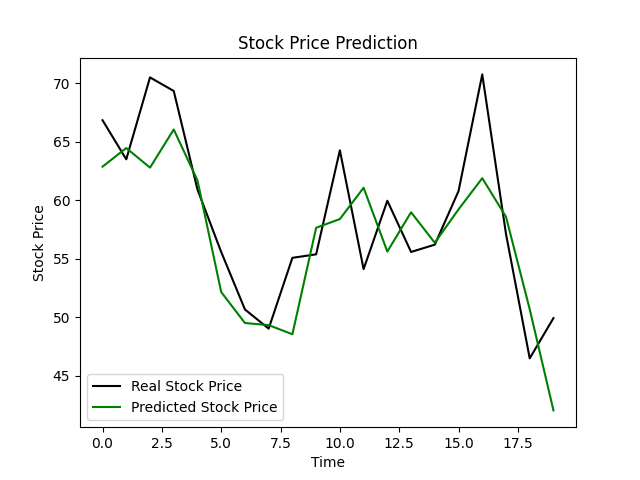 Stock Price Prediction
Stock Price
70
65
60
55
50
45
Real Stock Price
Predicted Stock Price
0.0 2.5 5.0 7.5 10.0 12.5 15.0 17.5
Time